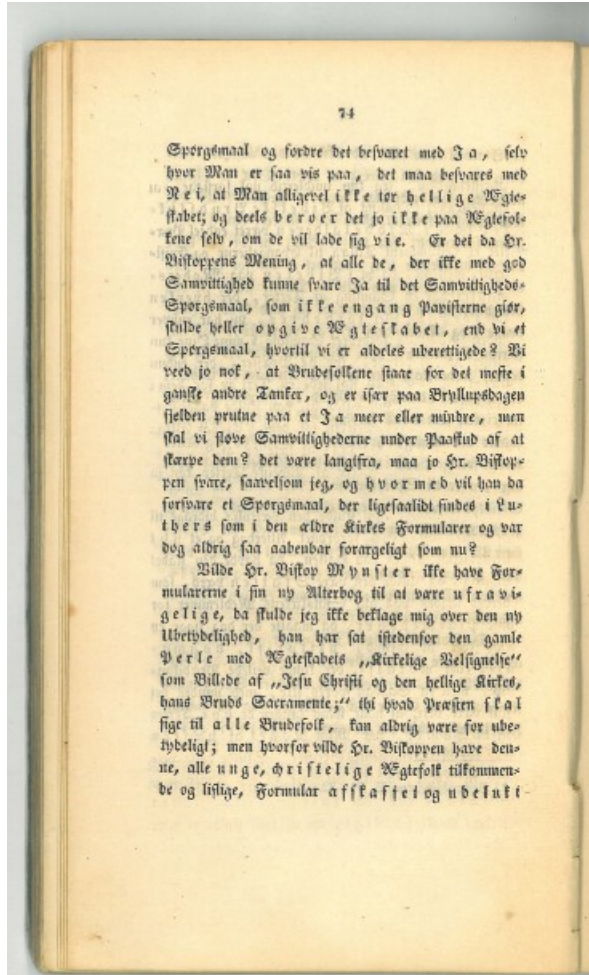 74
Spørgsmaal og fordre det besvaret med Ja, selv
hvor Man er saa vis paa, det maa besvares med
Nei, at Man alligevel ikke tør hellige Ægte-
skabet; og deels beroer det jo ikke paa Ægtefol-
kene selv, om de vil lade sig vie. Er det da Hr.
Biskoppens Mening, at alle de, der ikke med god
Samvittighed kunne svare Ja til det Samvittigheds-
Spørgsmaal, som ikke engang Papisterne giør,
skulde heller opgive Ægteskabet, end vi et
Spørgsmaal, hvortil vi er aldeles uberettigede? Vi
veed jo nok, at Brudefolkene staae for det meste i
ganske andre Tanker, og er især paa Bryllupsdagen
sjelden prutne paa et Ja meer eller mindre, men
skal vi sløve Samvittighederne under Paaskud af at
skærpe dem? det være langtfra, maa jo Hr. Biskop-
pen svare, saavelsom jeg, og hvormed vil han da
forsvare et Spørgsmaal, der ligesaalidt findes i Lu-
thers som i den ældre Kirkes Formularer og var
dog aldrig saa aabenbar forargeligt som nu?
Vilde Hr. Biskop Mynster ikke have For-
mularerne i sin ny Alterbog til at være ufravi-
gelige, da skulde jeg ikke beklage mig over den ny
Ubetydelighed, han har sat istedenfor den gamle
Perle med Ægteskabets „Kirkelige Velsignelse“
som Billede af „Jesu Christi og den hellige Kirkes,
hans Bruds Sacramente;“ thi hvad Præsten skal
sige til alle Brudefolk, kan aldrig være for ube-
tydeligt; men hvorfor vilde Hr. Biskoppen have den-
ne, alle unge, christelige Ægtefolk tilkommen-
de og liflige, Formular afskaffet og udelukt